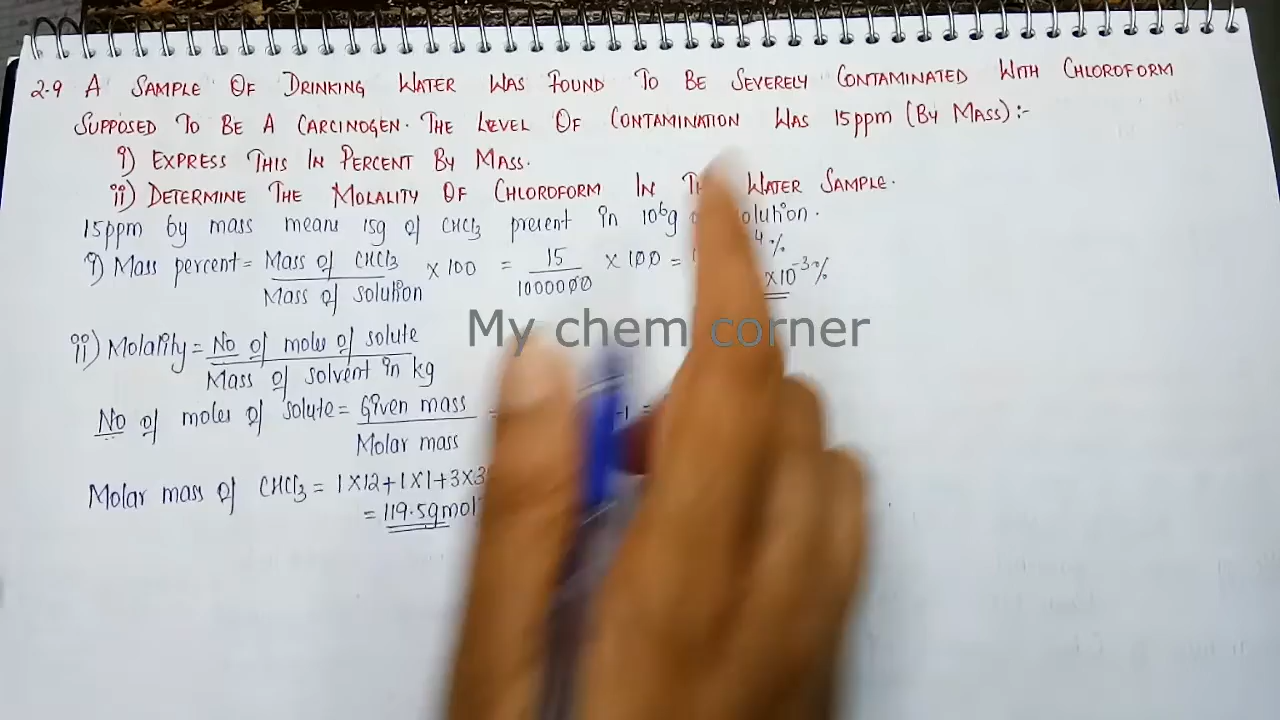 2.9 A SAMPLE OF DRINKING WATER WAS FOUND TO BE SEVERELY CONTAMINATED WITH CHLOROFORM
SUPPOSED TO BE A CARCINOGEN. THE LEVEL OF CONTAMINATION WAS 15ppm (BY MASS):-
i) EXPRESS THIS IN PERCENT BY MASS.
ii) DETERMINE THE MOLALITY OF CHLOROFORM IN WATER SAMPLE.
15ppm by mass means 15g of CHCl3 present in 10⁶g solution.
i) Mass percent = Mass of CHCl3 / Mass of solution × 100 = 15 / 1000000 × 100 =
4 %
×10⁻³%
My chem corner
ii) Molality = No of moles of solute / Mass of solvent in kg
No of moles of solute = Given mass / Molar mass =
-1 =
Molar mass of CHCl3 = 1×12+1×1+3×3
= 119.5gmol